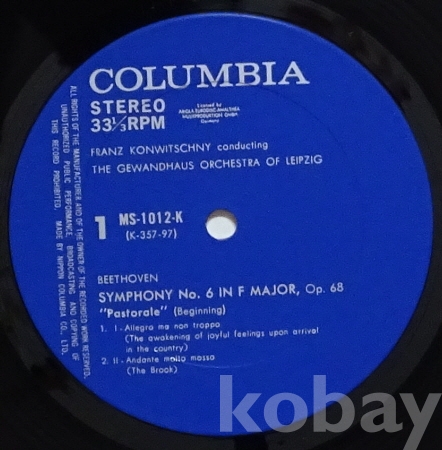 COLUMBIA
STEREO
33⅓RPM
Licensed by
ARIOLA-EURODISC-AMALTHEA
MUSIKPRODUKTION GMBH
Germany
FRANZ KONWITSCHNY conducting
THE GEWANDHAUS ORCHESTRA OF LEIPZIG
1 MS-1012-K
(K-357-97)
BEETHOVEN
SYMPHONY No. 6 IN F MAJOR, Op. 68
"Pastorale" (Beginning)
1. I - Allegro ma non troppo
(The awakening of joyful feelings upon arrival
in the country)
2. II - Andante molto mosso
(The Brook)
ALL RIGHTS OF THE MANUFACTURER AND OF THE OWNER OF THE RECORDED WORK RESERVED.
UNAUTHORIZED PUBLIC PERFORMANCE, BROADCASTING AND COPYING OF
THIS RECORD PROHIBITED. MADE BY NIPPON COLUMBIA CO., LTD.
kobay